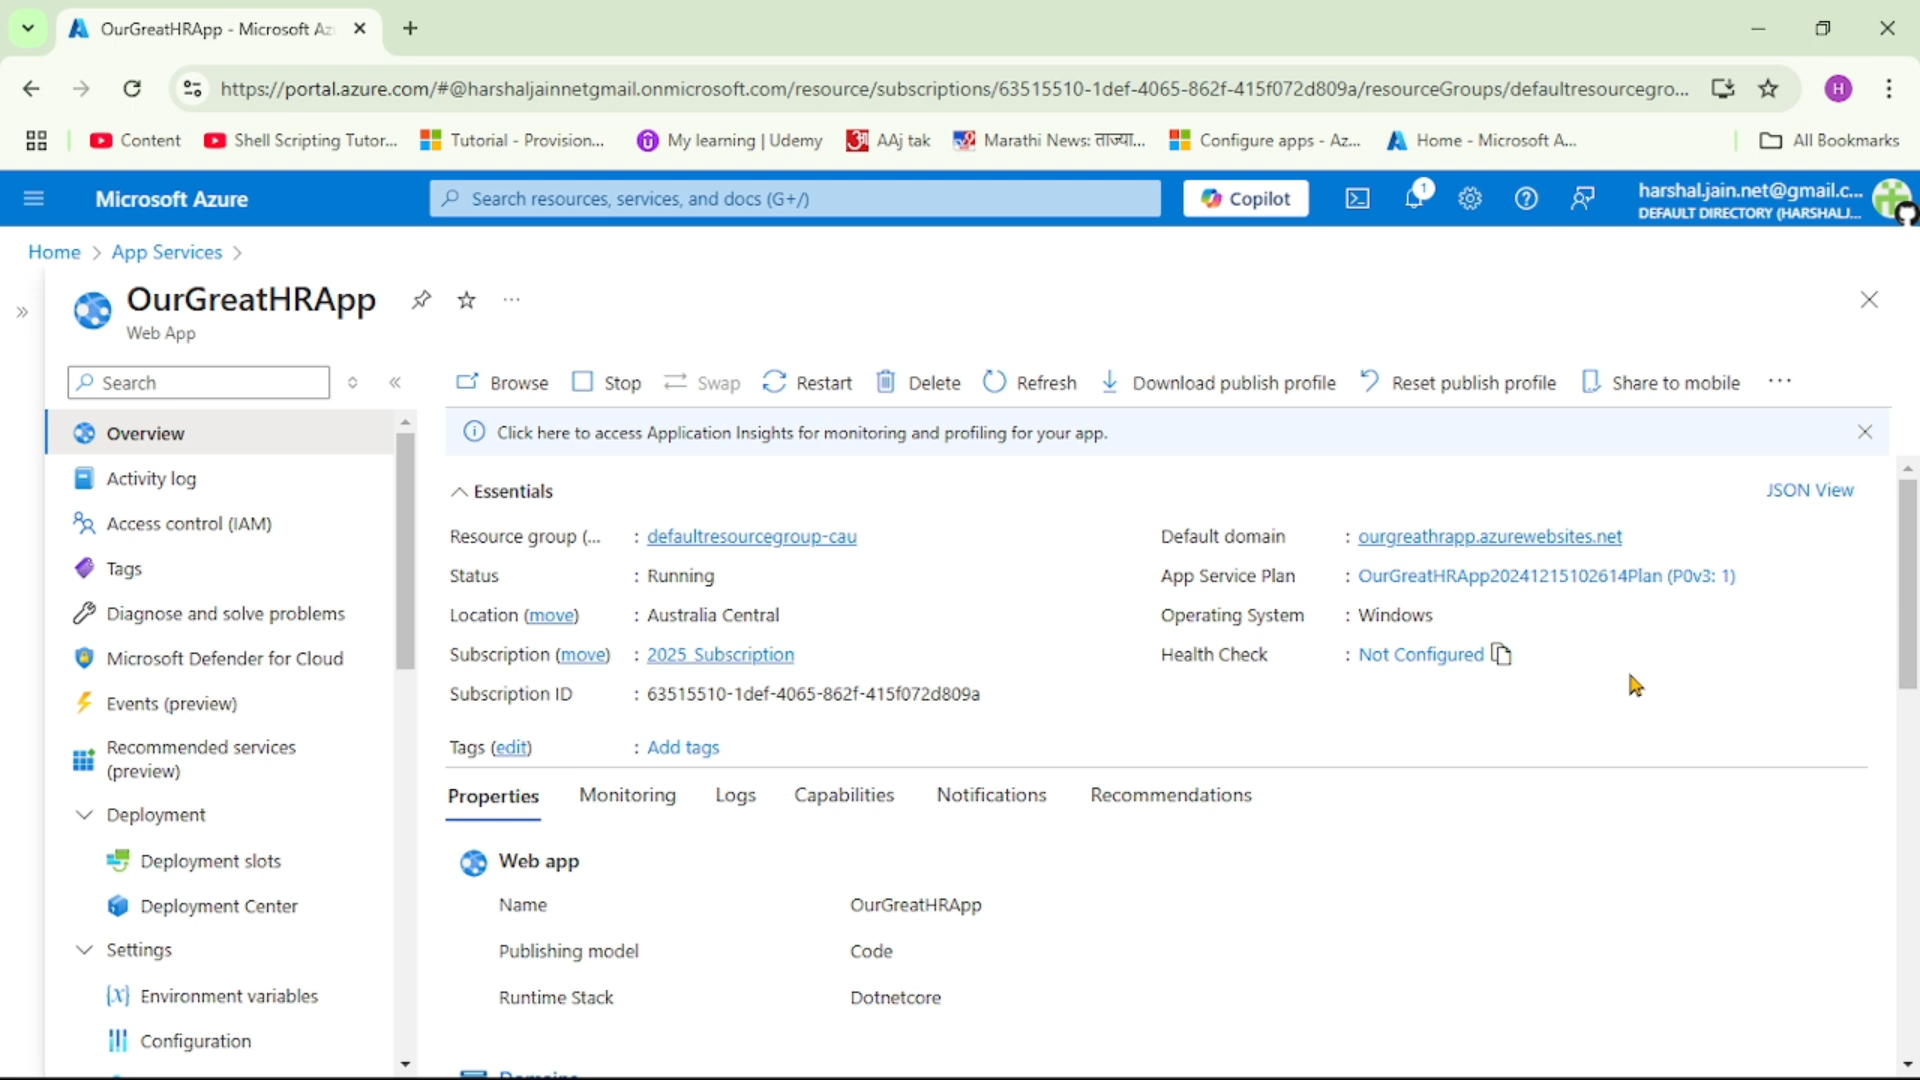 OurGreatHRApp - Microsoft Az
https://portal.azure.com/#@harshaljainnetgmail.onmicrosoft.com/resource/subscriptions/63515510-1def-4065-862f-415f072d809a/resourceGroups/defaultresourcegro...
H
Content
Shell Scripting Tutor...
Tutorial - Provision...
My learning | Udemy
AAj tak
Marathi News: ताज्या...
Configure apps - Az...
Home - Microsoft A...
All Bookmarks
Microsoft Azure
Search resources, services, and docs (G+/)
Copilot
1
harshal.jain.net@gmail.c...
DEFAULT DIRECTORY (HARSHALJ...
Home > App Services >
OurGreatHRApp
Web App
Search
Browse
Stop
Swap
Restart
Delete
Refresh
Download publish profile
Reset publish profile
Share to mobile
Overview
Activity log
Access control (IAM)
Tags
Diagnose and solve problems
Microsoft Defender for Cloud
Events (preview)
Recommended services
(preview)
Deployment
Deployment slots
Deployment Center
Settings
Environment variables
Configuration
Click here to access Application Insights for monitoring and profiling for your app.
Essentials
JSON View
Resource group (... : defaultresourcegroup-cau
Status : Running
Location (move) : Australia Central
Subscription (move) : 2025_Subscription
Subscription ID : 63515510-1def-4065-862f-415f072d809a
Tags (edit) : Add tags
Default domain : ourgreathrapp.azurewebsites.net
App Service Plan : OurGreatHRApp20241215102614Plan (P0v3: 1)
Operating System : Windows
Health Check : Not Configured
Properties
Monitoring
Logs
Capabilities
Notifications
Recommendations
Web app
Name OurGreatHRApp
Publishing model Code
Runtime Stack Dotnetcore